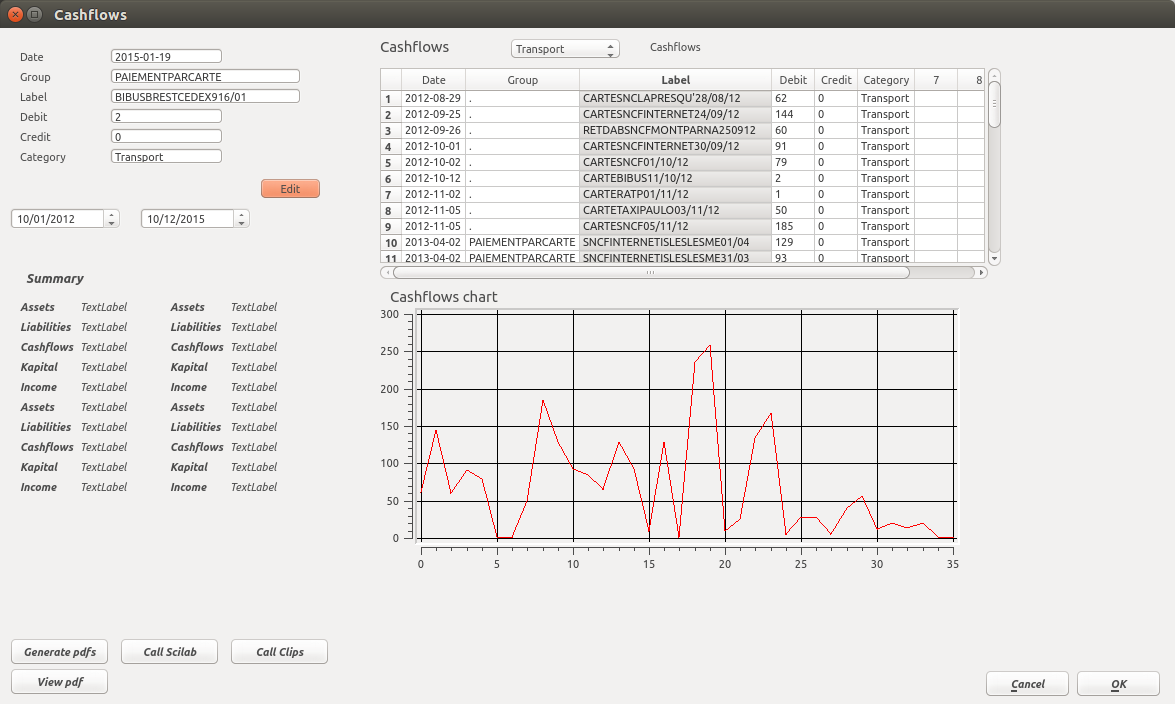 Cashflows
Date 2015-01-19
Group PAIEMENTPARCARTE
Label BIBUSBRESTCEDEX916/01
Debit 2
Credit 0
Category Transport
Edit
10/01/2012 10/12/2015
Summary
Assets TextLabel Assets TextLabel
Liabilities TextLabel Liabilities TextLabel
Cashflows TextLabel Cashflows TextLabel
Kapital TextLabel Kapital TextLabel
Income TextLabel Income TextLabel
Assets TextLabel Assets TextLabel
Liabilities TextLabel Liabilities TextLabel
Cashflows TextLabel Cashflows TextLabel
Kapital TextLabel Kapital TextLabel
Income TextLabel Income TextLabel
Generate pdfs Call Scilab Call Clips
View pdf
Cashflows Transport Cashflows
Date Group Label Debit Credit Category 7 8
1 2012-08-29 . CARTESNCLAPRESQU'28/08/12 62 0 Transport
2 2012-09-25 . CARTESNCFINTERNET24/09/12 144 0 Transport
3 2012-09-26 . RETDABSNCFMONTPARNA250912 60 0 Transport
4 2012-10-01 . CARTESNCFINTERNET30/09/12 91 0 Transport
5 2012-10-02 . CARTESNCF01/10/12 79 0 Transport
6 2012-10-12 . CARTEBIBUS11/10/12 2 0 Transport
7 2012-11-02 . CARTERATP01/11/12 1 0 Transport
8 2012-11-05 . CARTETAXIPAULO03/11/12 50 0 Transport
9 2012-11-05 . CARTESNCF05/11/12 185 0 Transport
10 2013-04-02 PAIEMENTPARCARTE SNCFINTERNETISLESLESME01/04 129 0 Transport
11 2013-04-02 PAIEMENTPARCARTE SNCFINTERNETISLESLESME31/03 93 0 Transport
Cashflows chart
300
250
200
150
100
50
0
0 5 10 15 20 25 30 35
Cancel OK